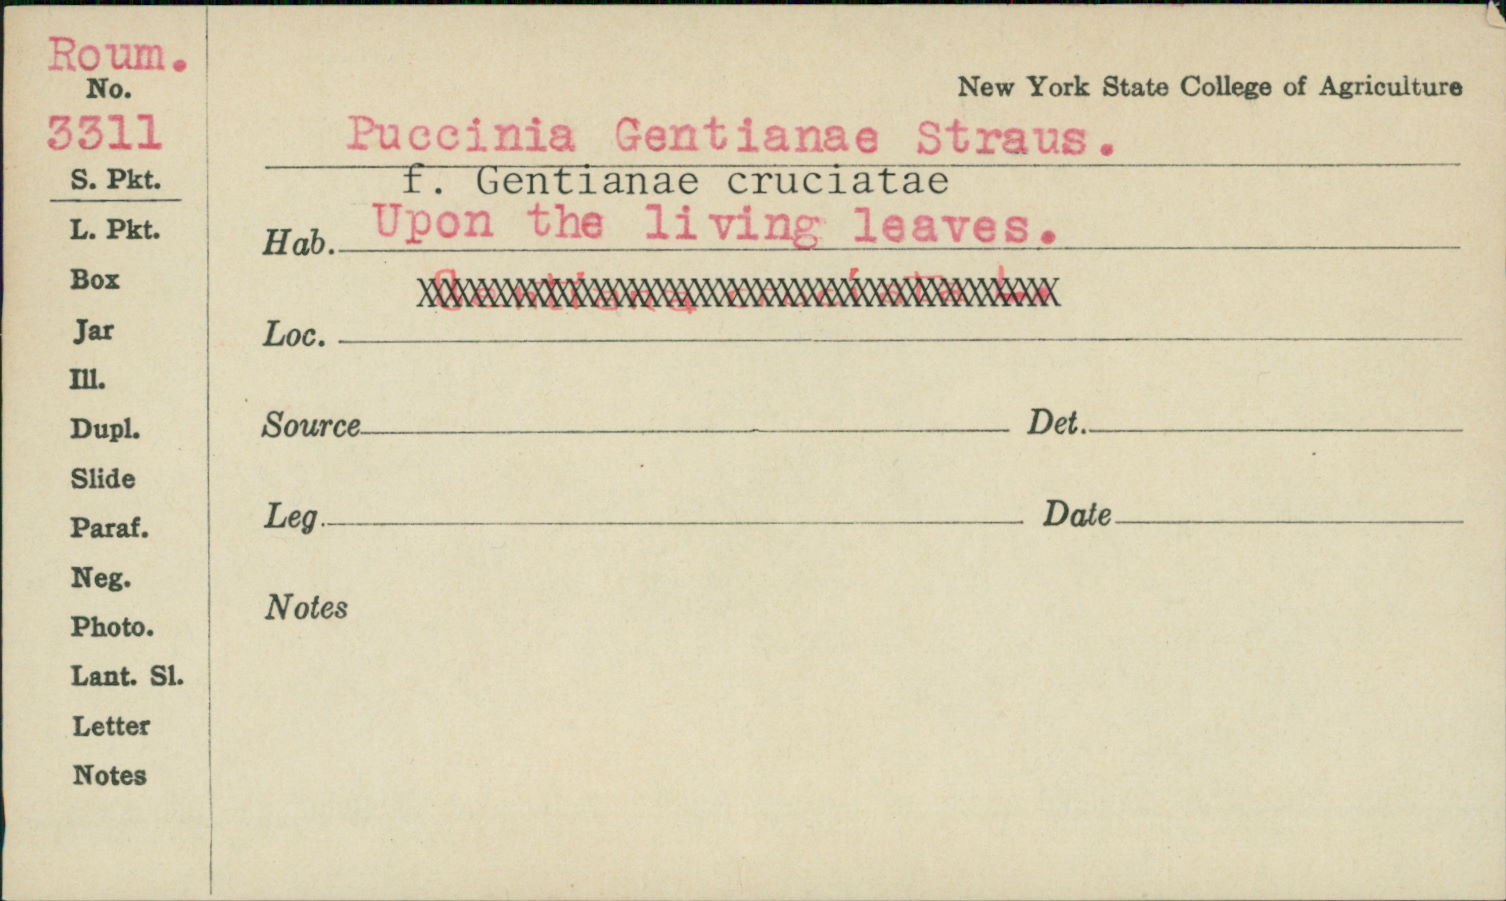 Roum.
No.
3311
S. Pkt.
L. Pkt.
Box
Jar
Ill.
Dupl.
Slide
Paraf.
Neg.
Photo.
Lant. Sl.
Letter
Notes
New York State College of Agriculture
Puccinia Gentianae Straus.
f. Gentianae cruciatae
Hab. Upon the living leaves.
Loc.
Source Det.
Leg. Date
Notes